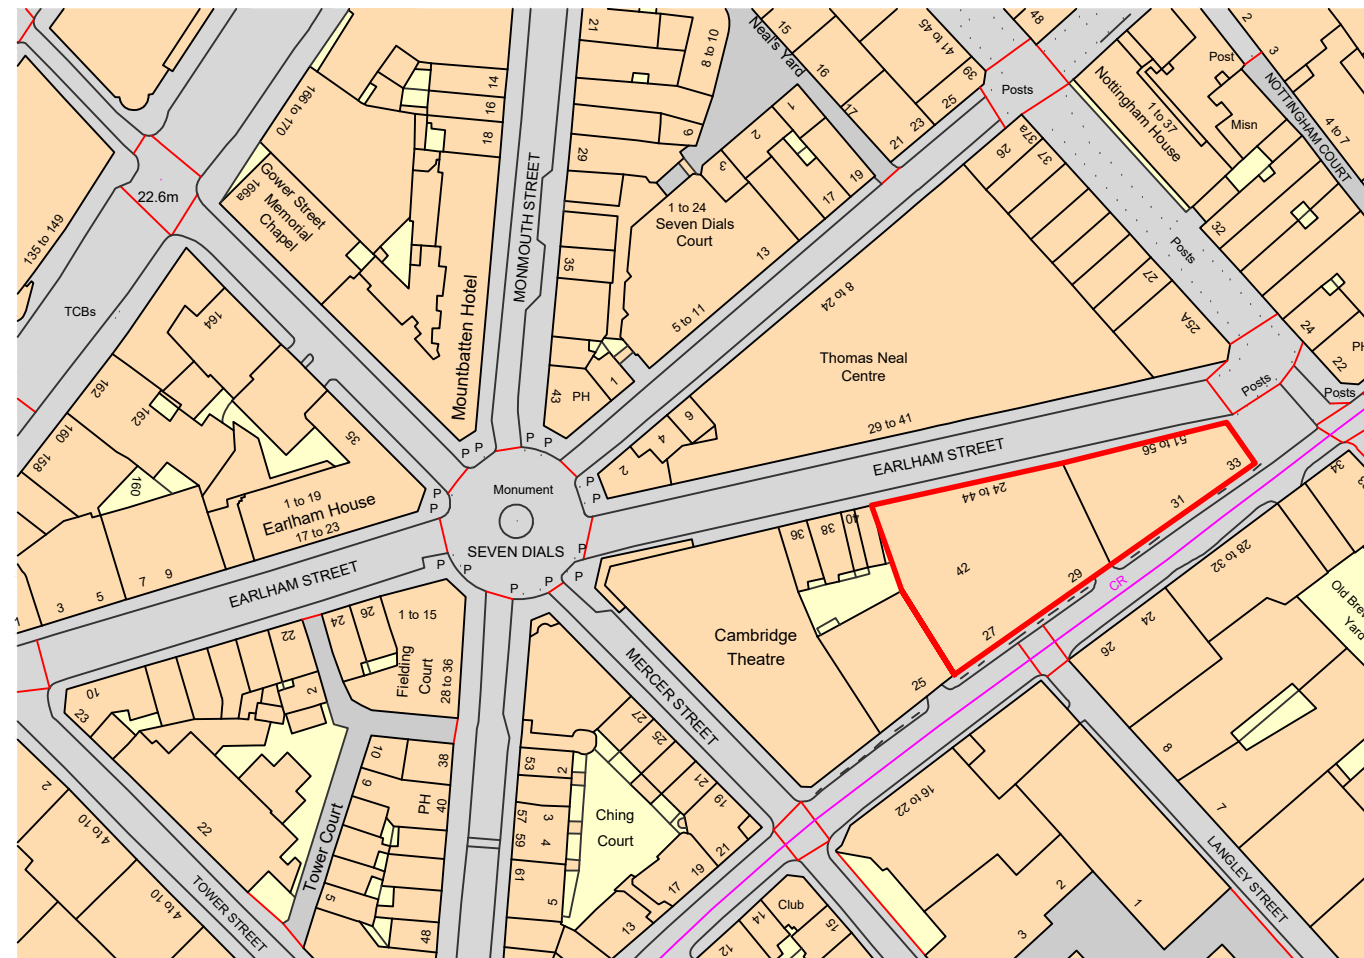 21
8 to 10
15
Neal's Yard
16
17
41 to 45
48
39
25
23
21
Posts
2
3
Post
NOTTINGHAM COURT
Nottingham House
1 to 37
Misn
4 to 7
14
16
18
166 to 170
Gower Street
Memorial
Chapel
166a
22.6m
135 to 149
TCBs
MONMOUTH STREET
29
9
1
2
3
19
17
13
1 to 24
Seven Dials
Court
35
5 to 11
8 to 24
26
37a
37
27
25A
32
Posts
24
22
PH
Posts
Posts
Mountbatten Hotel
164
162
162
160
158
160
35
43
PH
1
6
4
2
Thomas Neal
Centre
29 to 41
EARLHAM STREET
51 to 56
33
34
31
24 to 44
42
29
27
25
36
38
40
CR
28 to 32
24
26
Old Brew
Yard
P
P
P
P
P
P
P
P
P
P
P
P
P
Monument
SEVEN DIALS
1 to 19
Earlham House
17 to 23
3
5
7
9
EARLHAM STREET
Cambridge
Theatre
MERCER STREET
22
24
26
1 to 15
Fielding
Court
28 to 36
2
10
23
10
38
9
PH
40
5
48
Tower Court
22
2
4 to 10
4 to 10
TOWER STREET
53
2
57
3
59
4
61
5
Ching
Court
27
25
21
19
21
19
17
13
12
14
Club
15
16 to 22
8
7
LANGLEY STREET
2
1
3